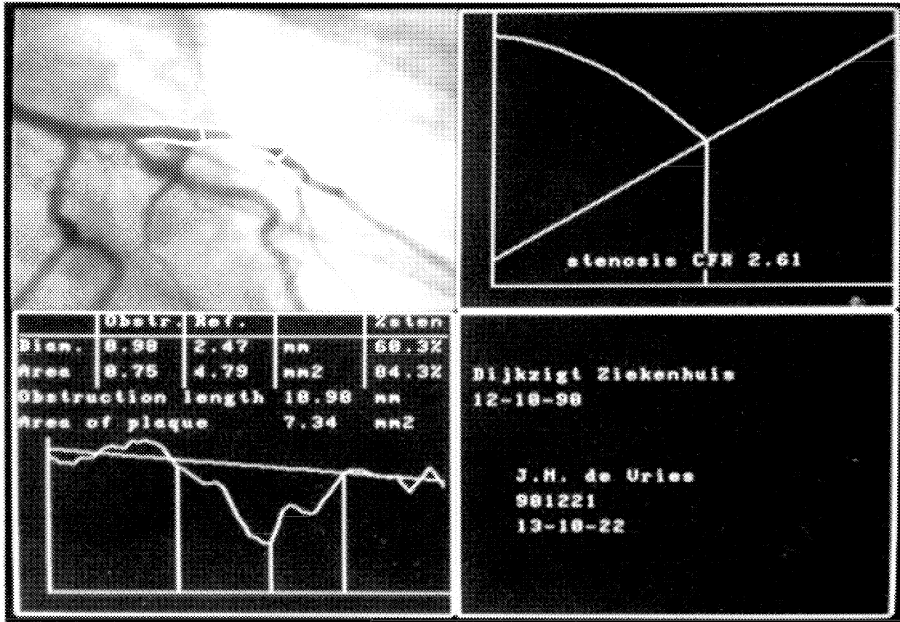 stenosis CFR 2.61
Obstr. Ref. %sten
Diam. 0.98 2.47 mm 60.3%
Area 0.75 4.79 mm2 84.3%
Obstruction length 10.90 mm
Area of plaque 7.34 mm2
Dijkzigt Ziekenhuis
12-10-90
J.M. de Vries
901221
13-10-22